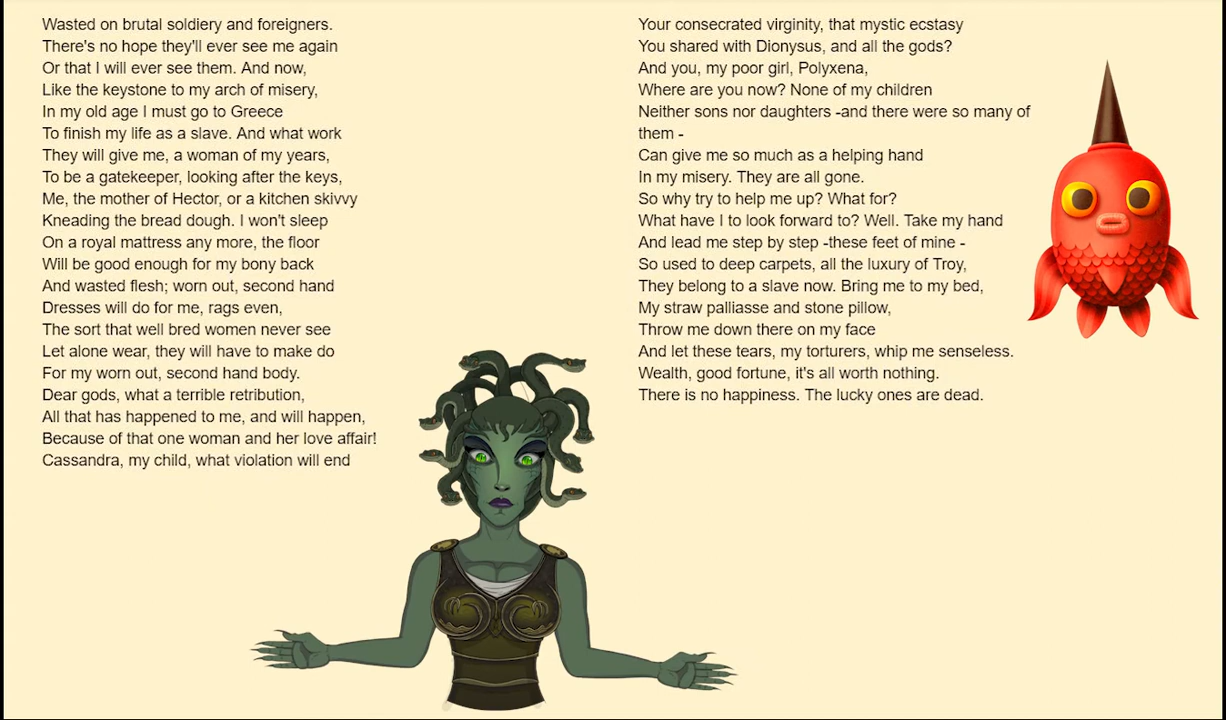 Wasted on brutal soldiery and foreigners.
There's no hope they'll ever see me again
Or that I will ever see them. And now,
Like the keystone to my arch of misery,
In my old age I must go to Greece
To finish my life as a slave. And what work
They will give me, a woman of my years,
To be a gatekeeper, looking after the keys,
Me, the mother of Hector, or a kitchen skivvy
Kneading the bread dough. I won't sleep
On a royal mattress any more, the floor
Will be good enough for my bony back
And wasted flesh; worn out, second hand
Dresses will do for me, rags even,
The sort that well bred women never see
Let alone wear, they will have to make do
For my worn out, second hand body.
Dear gods, what a terrible retribution,
All that has happened to me, and will happen,
Because of that one woman and her love affair!
Cassandra, my child, what violation will end
Your consecrated virginity, that mystic ecstasy
You shared with Dionysus, and all the gods?
And you, my poor girl, Polyxena,
Where are you now? None of my children
Neither sons nor daughters -and there were so many of
them -
Can give me so much as a helping hand
In my misery. They are all gone.
So why try to help me up? What for?
What have I to look forward to? Well. Take my hand
And lead me step by step -these feet of mine -
So used to deep carpets, all the luxury of Troy,
They belong to a slave now. Bring me to my bed,
My straw palliasse and stone pillow,
Throw me down there on my face
And let these tears, my torturers, whip me senseless.
Wealth, good fortune, it's all worth nothing.
There is no happiness. The lucky ones are dead.